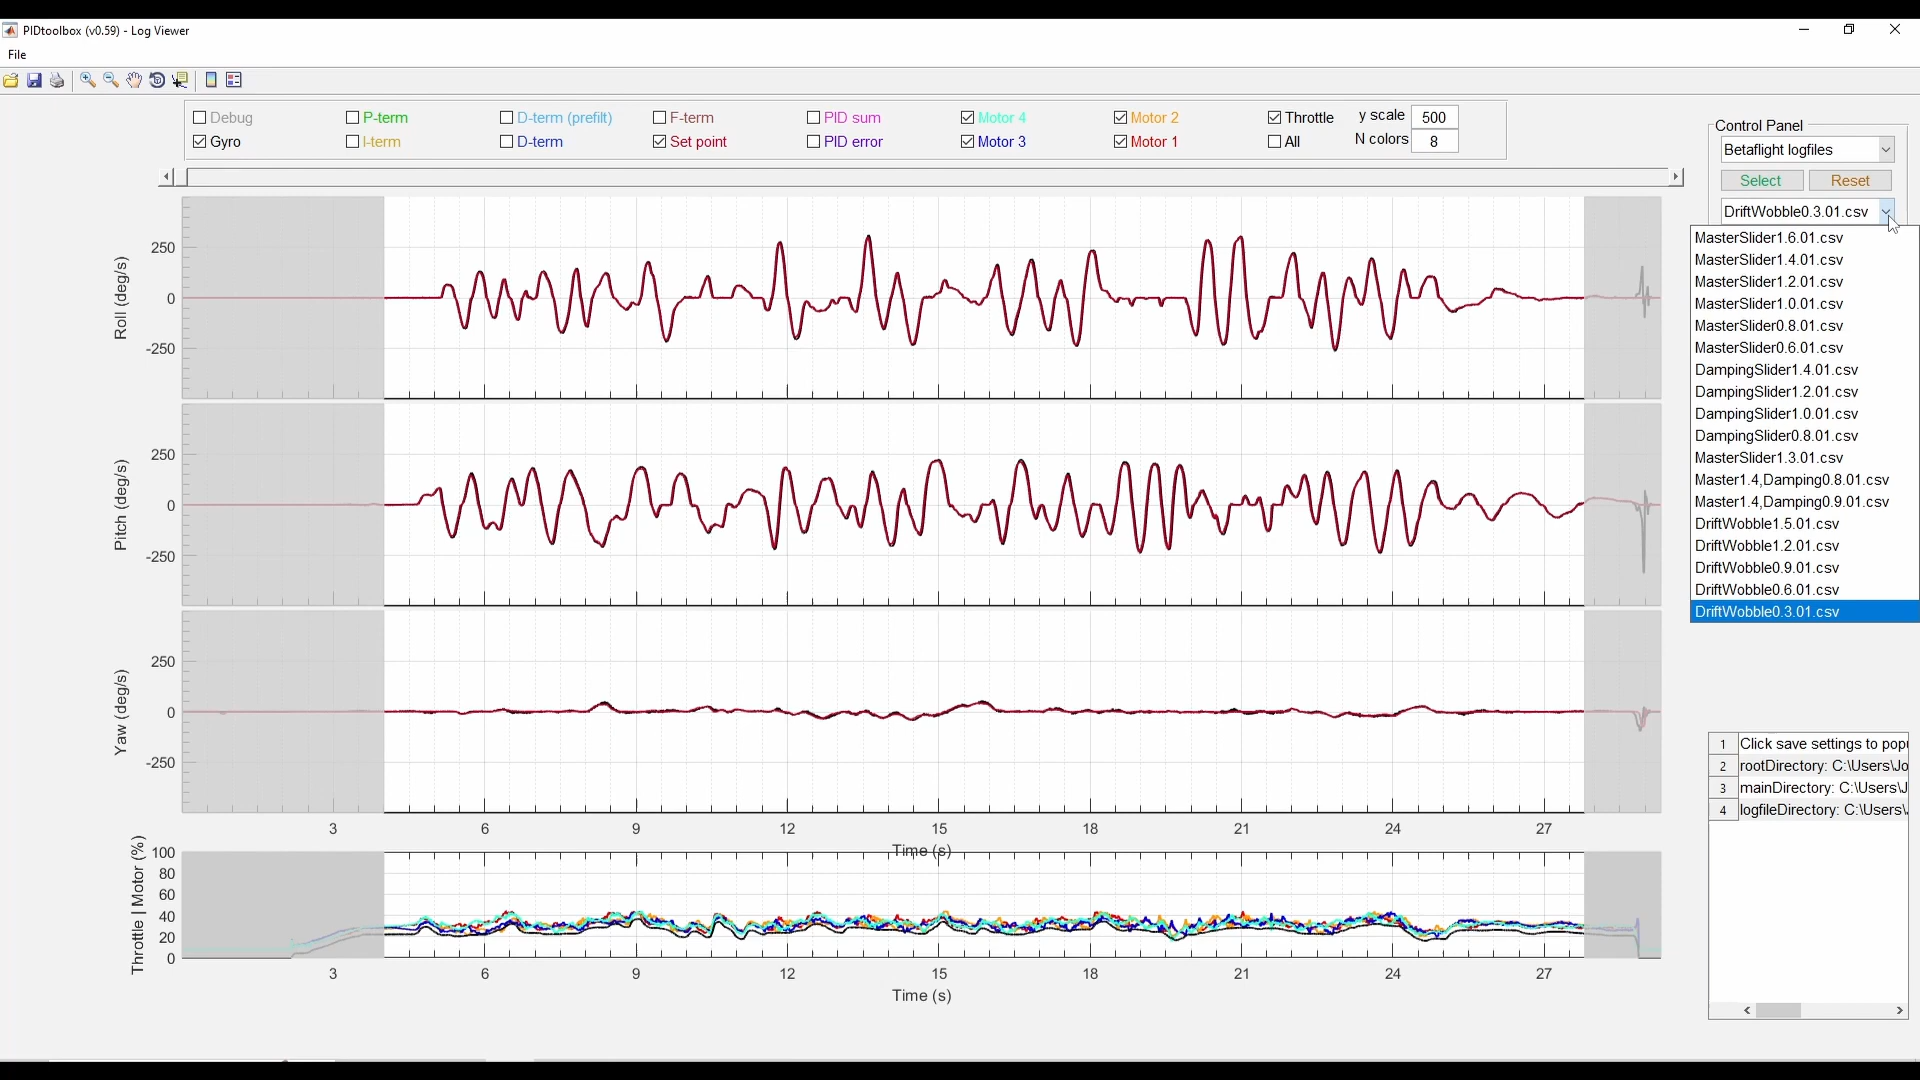 PIDtoolbox (v0.59) - Log Viewer
File
Debug P-term D-term (prefilt) F-term PID sum Motor 4 Motor 2 Throttle y scale 500
Gyro I-term D-term Set point PID error Motor 3 Motor 1 All N colors 8
Control Panel
Betaflight logfiles
Select Reset
DriftWobble0.3.01.csv
MasterSlider1.6.01.csv
MasterSlider1.4.01.csv
MasterSlider1.2.01.csv
MasterSlider1.0.01.csv
MasterSlider0.8.01.csv
MasterSlider0.6.01.csv
DampingSlider1.4.01.csv
DampingSlider1.2.01.csv
DampingSlider1.0.01.csv
DampingSlider0.8.01.csv
MasterSlider1.3.01.csv
Master1.4,Damping0.8.01.csv
Master1.4,Damping0.9.01.csv
DriftWobble1.5.01.csv
DriftWobble1.2.01.csv
DriftWobble0.9.01.csv
DriftWobble0.6.01.csv
DriftWobble0.3.01.csv
Roll (deg/s)
250
0
-250
Pitch (deg/s)
250
0
-250
Yaw (deg/s)
250
0
-250
3 6 9 12 15 18 21 24 27
Time (s)
Throttle | Motor (%)
100
80
60
40
20
0
3 6 9 12 15 18 21 24 27
Time (s)
1 Click save settings to popu
2 rootDirectory: C:\Users\Jo
3 mainDirectory: C:\Users\J
4 logfileDirectory: C:\Users\